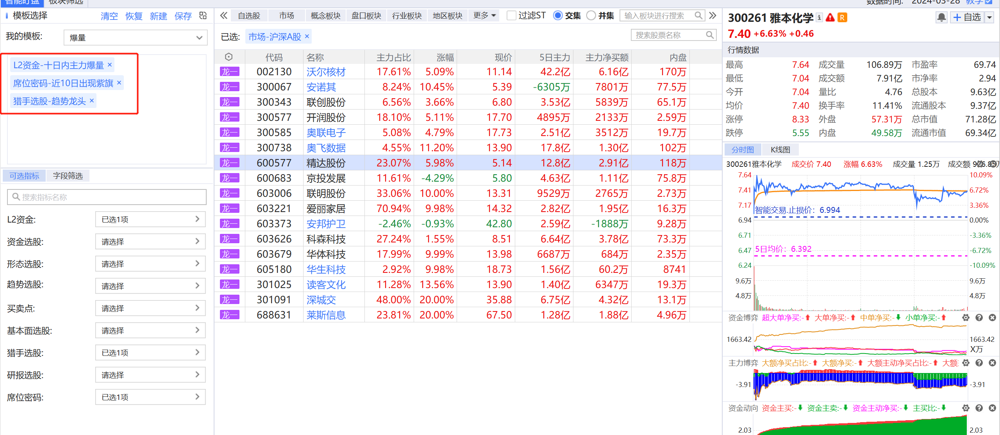 智能盯盘 板块筛选
数据时间: 2024-03-28 教学
模板选择 清空 恢复 新建 保存
我的模板: 爆量
L2资金-十日内主力爆量 ×
席位密码-近10日出现紫旗 ×
猎手选股-趋势龙头 ×
可选指标 字段筛选
搜索指标名称
L2资金: 已选1项
资金选股: 请选择
形态选股: 请选择
趋势选股: 请选择
买卖点: 请选择
基本面选股: 请选择
猎手选股: 已选1项
研报选股: 请选择
席位密码: 已选1项
自选股 市场 概念板块 盘口板块 行业板块 地区板块 更多 过滤ST 交集 并集 输入板块进行搜索
已选: 市场-沪深A股 × 搜索股票名称
代码 名称 主力占比 涨幅 现价 5日主力 主力净买额 内盘
龙一 002130 沃尔核材 17.61% 5.09% 11.14 42.2亿 6.16亿 170万
龙一 300067 安诺其 8.24% 10.45% 5.39 -6305万 7801万 77.5万
龙一 300343 联创股份 6.56% 3.66% 6.80 3.53亿 5839万 65.1万
龙一 300577 开润股份 18.10% 5.11% 17.70 4895万 2133万 2.59万
龙一 300585 奥联电子 5.08% 4.79% 17.73 2.51亿 3512万 19.7万
龙一 300738 奥飞数据 4.55% 11.20% 13.90 17.8亿 1.30亿 102万
龙一 600577 精达股份 23.07% 5.98% 5.14 12.8亿 2.91亿 118万
龙一 600683 京投发展 11.61% -4.29% 5.80 4.63亿 1.11亿 75.8万
龙一 603006 联明股份 33.06% 10.00% 13.31 9529万 2765万 2.73万
龙一 603221 爱丽家居 70.94% 9.98% 14.32 2.82亿 1.95亿 16.3万
龙一 603373 安邦护卫 -2.46% -0.93% 42.80 2.59亿 -1888万 9.28万
龙一 603626 科森科技 27.24% 1.55% 8.51 6.64亿 3.78亿 73.3万
龙一 603679 华体科技 17.99% 9.99% 13.98 6687万 684万 2.35万
龙一 605180 华生科技 2.92% 9.98% 18.73 1.56亿 60.2万 8741
龙一 301025 读客文化 11.28% 13.56% 13.90 1.40亿 6347万 19.3万
龙一 301091 深城交 48.00% 20.00% 35.88 6.75亿 4.32亿 13.1万
龙一 688631 莱斯信息 23.81% 20.00% 67.50 1.28亿 1.88亿 4.96万
300261 雅本化学 i R + 自选
7.40 +6.63% +0.46
行情数据
最高 7.64 成交量 106.89万 市盈率 69.74
最低 7.04 成交额 7.91亿 市净率 2.94
今开 7.04 量比 4.76 总股本 9.63亿
均价 7.40 换手率 11.41% 流通股本 9.37亿
涨停 8.33 外盘 57.31万 总市值 71.28亿
跌停 5.55 内盘 49.58万 流通市值 69.34亿
分时图 K线图
300261雅本化学 成交价 7.40 涨幅 6.63% 成交量 1.25万 成交额
7.64 10.09%
7.41 6.72%
7.17 3.36%
智能交易.止损价: 6.994
6.94 0.00%
6.71 -3.36%
6.47 -6.72%
5日均价: 6.392
6.24 -10.09%
9.6万 9.6万
4.8万 4.8万
资金博弈 超大单净买:- 大单净买:- 中单净买:- 小单净买:-
1663.42 1663.42
X万
主力博弈 大额净买占比:- 大额净买:- 大额主动净买占比:- 大额
-3.91 -3.91
资金动向 资金主买:- 资金主卖:- 资金主动净买:- 主买比:-
2.03 2.03